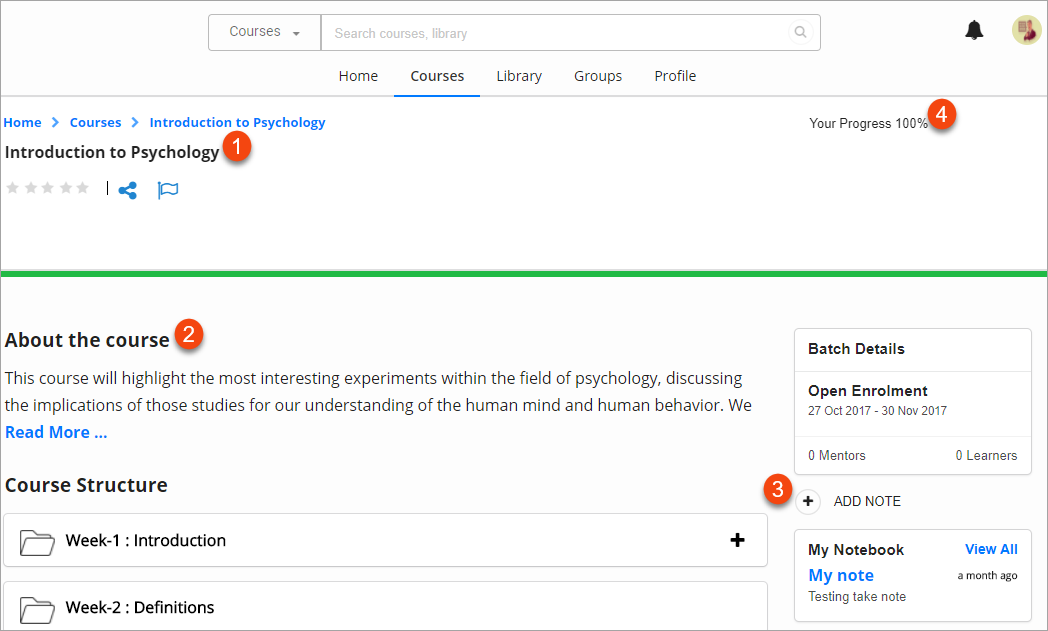 Courses Search courses, library
Home Courses Library Groups Profile
Home > Courses > Introduction to Psychology
Your Progress 100% 4
Introduction to Psychology 1
About the course 2
This course will highlight the most interesting experiments within the field of psychology, discussing
the implications of those studies for our understanding of the human mind and human behavior. We
Read More ...
Course Structure
Week-1 : Introduction +
Week-2 : Definitions
Batch Details
Open Enrolment
27 Oct 2017 - 30 Nov 2017
0 Mentors 0 Learners
3 + ADD NOTE
My Notebook View All
My note a month ago
Testing take note